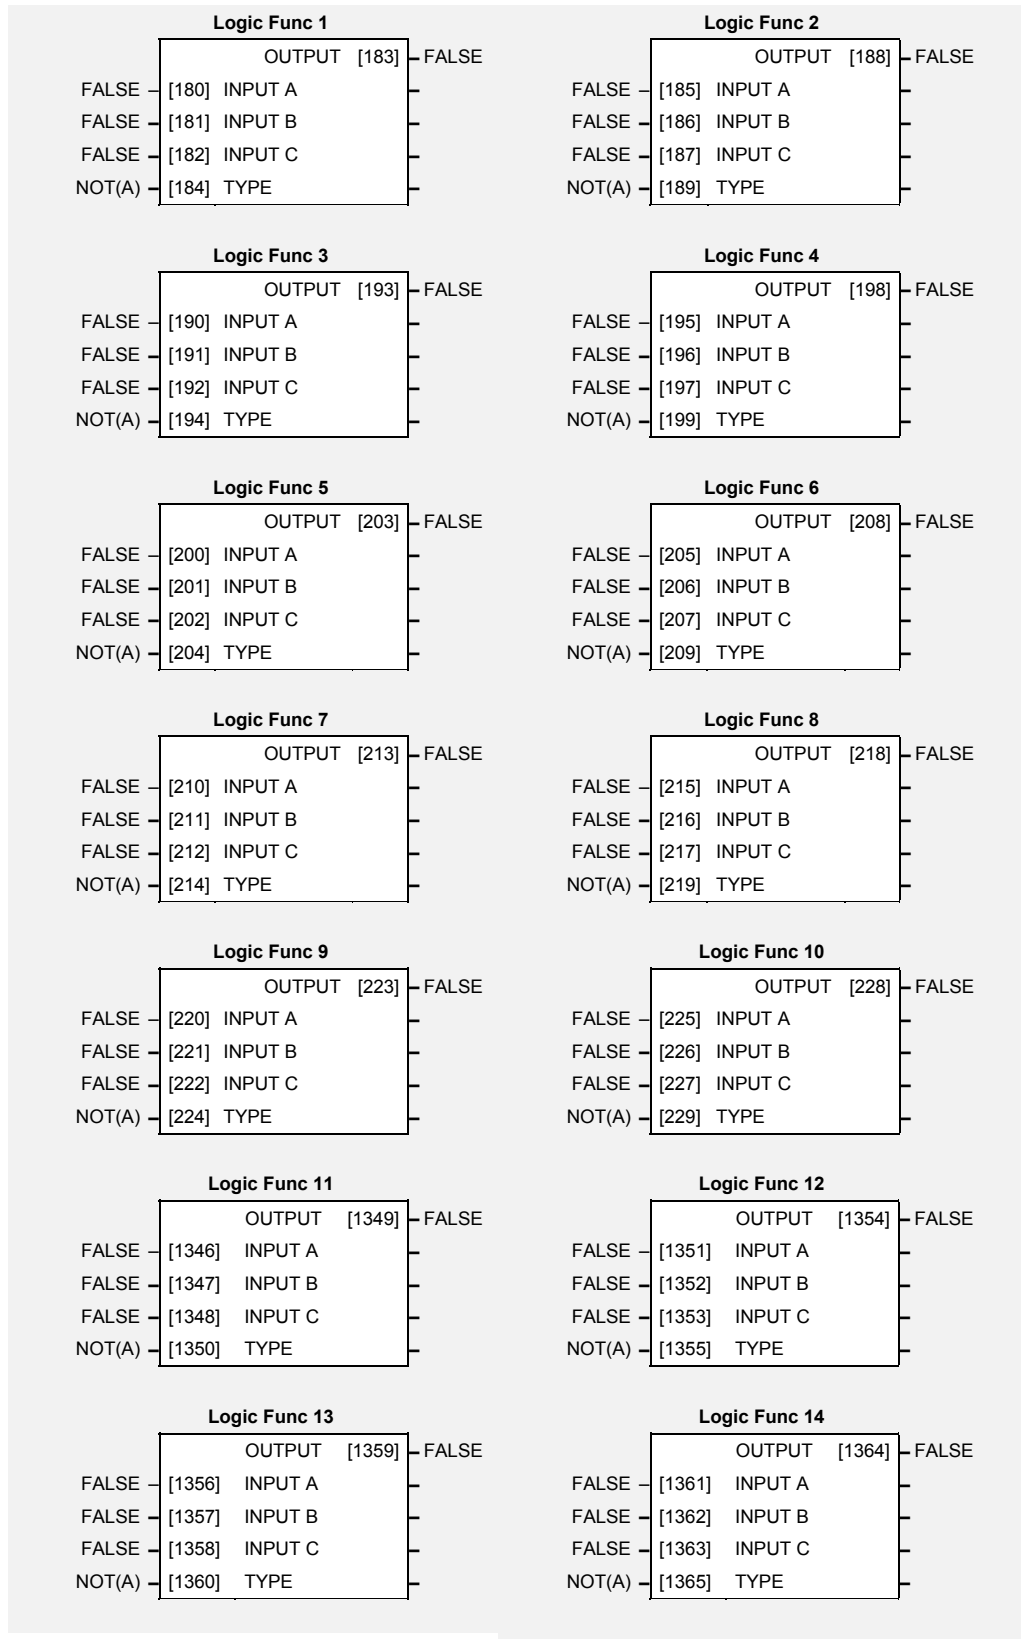 Logic Func 1
OUTPUT [183] – FALSE
FALSE – [180] INPUT A –
FALSE – [181] INPUT B –
FALSE – [182] INPUT C –
NOT(A) – [184] TYPE –
Logic Func 2
OUTPUT [188] – FALSE
FALSE – [185] INPUT A –
FALSE – [186] INPUT B –
FALSE – [187] INPUT C –
NOT(A) – [189] TYPE –
Logic Func 3
OUTPUT [193] – FALSE
FALSE – [190] INPUT A –
FALSE – [191] INPUT B –
FALSE – [192] INPUT C –
NOT(A) – [194] TYPE –
Logic Func 4
OUTPUT [198] – FALSE
FALSE – [195] INPUT A –
FALSE – [196] INPUT B –
FALSE – [197] INPUT C –
NOT(A) – [199] TYPE –
Logic Func 5
OUTPUT [203] – FALSE
FALSE – [200] INPUT A –
FALSE – [201] INPUT B –
FALSE – [202] INPUT C –
NOT(A) – [204] TYPE –
Logic Func 6
OUTPUT [208] – FALSE
FALSE – [205] INPUT A –
FALSE – [206] INPUT B –
FALSE – [207] INPUT C –
NOT(A) – [209] TYPE –
Logic Func 7
OUTPUT [213] – FALSE
FALSE – [210] INPUT A –
FALSE – [211] INPUT B –
FALSE – [212] INPUT C –
NOT(A) – [214] TYPE –
Logic Func 8
OUTPUT [218] – FALSE
FALSE – [215] INPUT A –
FALSE – [216] INPUT B –
FALSE – [217] INPUT C –
NOT(A) – [219] TYPE –
Logic Func 9
OUTPUT [223] – FALSE
FALSE – [220] INPUT A –
FALSE – [221] INPUT B –
FALSE – [222] INPUT C –
NOT(A) – [224] TYPE –
Logic Func 10
OUTPUT [228] – FALSE
FALSE – [225] INPUT A –
FALSE – [226] INPUT B –
FALSE – [227] INPUT C –
NOT(A) – [229] TYPE –
Logic Func 11
OUTPUT [1349] – FALSE
FALSE – [1346] INPUT A –
FALSE – [1347] INPUT B –
FALSE – [1348] INPUT C –
NOT(A) – [1350] TYPE –
Logic Func 12
OUTPUT [1354] – FALSE
FALSE – [1351] INPUT A –
FALSE – [1352] INPUT B –
FALSE – [1353] INPUT C –
NOT(A) – [1355] TYPE –
Logic Func 13
OUTPUT [1359] – FALSE
FALSE – [1356] INPUT A –
FALSE – [1357] INPUT B –
FALSE – [1358] INPUT C –
NOT(A) – [1360] TYPE –
Logic Func 14
OUTPUT [1364] – FALSE
FALSE – [1361] INPUT A –
FALSE – [1362] INPUT B –
FALSE – [1363] INPUT C –
NOT(A) – [1365] TYPE –